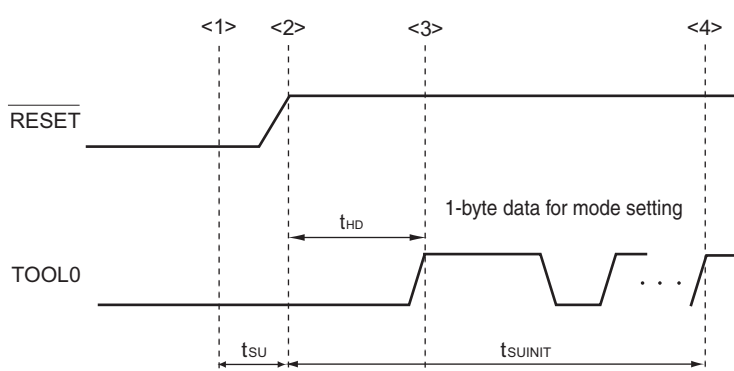 <1> <2> <3> <4>
RESET
1-byte data for mode setting
tHD
TOOL0
. . .
tSU tSUINIT